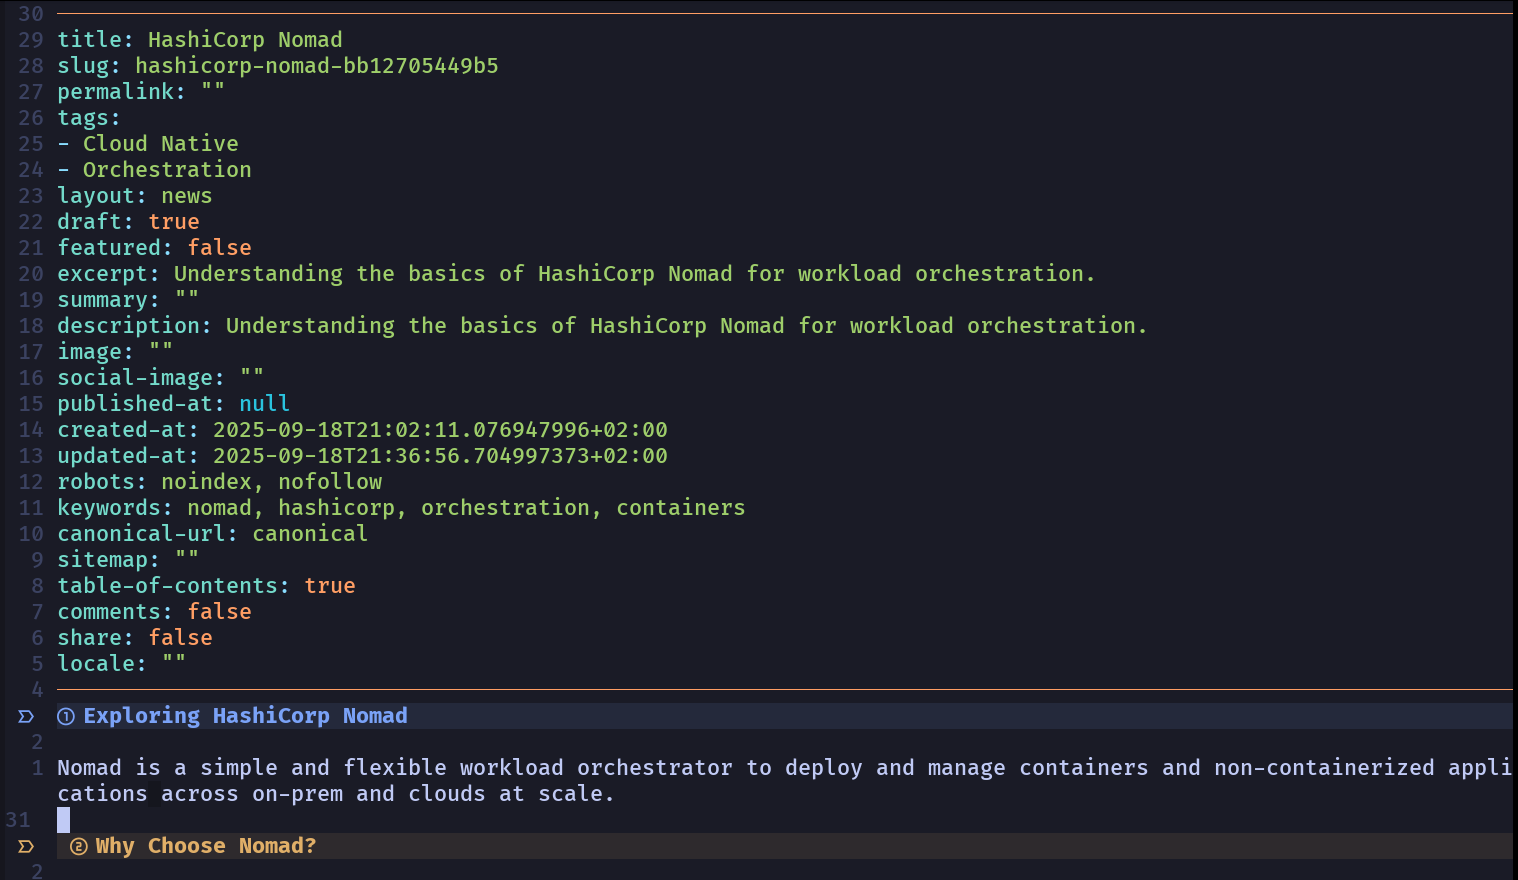 30
29 title: HashiCorp Nomad
28 slug: hashicorp-nomad-bb12705449b5
27 permalink: ""
26 tags:
25 - Cloud Native
24 - Orchestration
23 layout: news
22 draft: true
21 featured: false
20 excerpt: Understanding the basics of HashiCorp Nomad for workload orchestration.
19 summary: ""
18 description: Understanding the basics of HashiCorp Nomad for workload orchestration.
17 image: ""
16 social-image: ""
15 published-at: null
14 created-at: 2025-09-18T21:02:11.076947996+02:00
13 updated-at: 2025-09-18T21:36:56.704997373+02:00
12 robots: noindex, nofollow
11 keywords: nomad, hashicorp, orchestration, containers
10 canonical-url: canonical
9 sitemap: ""
8 table-of-contents: true
7 comments: false
6 share: false
5 locale: ""
4
① Exploring HashiCorp Nomad
2
1 Nomad is a simple and flexible workload orchestrator to deploy and manage containers and non-containerized appli
cations across on-prem and clouds at scale.
31
② Why Choose Nomad?
2